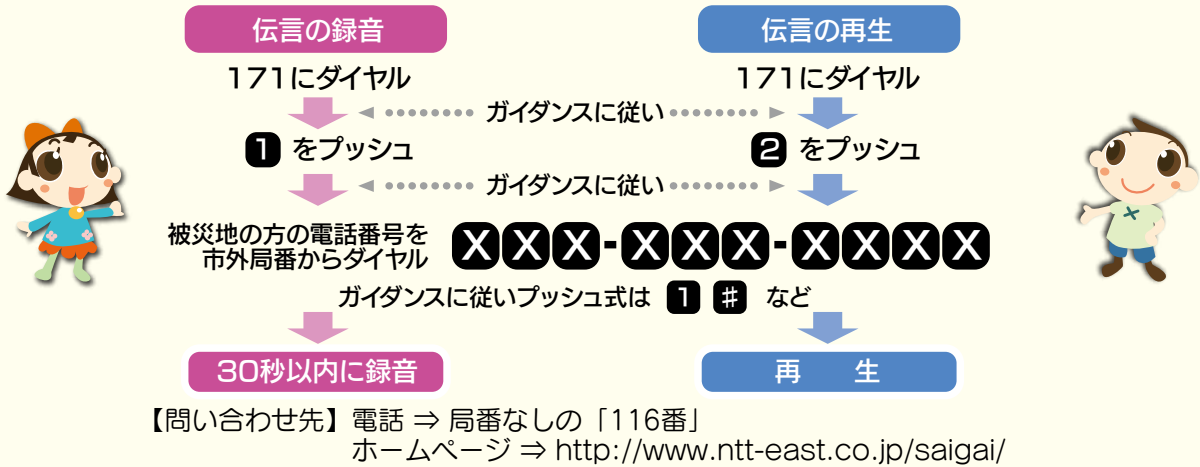 伝言の録音 伝言の再生
171にダイヤル 171にダイヤル
ガイダンスに従い
1 をプッシュ 2 をプッシュ
ガイダンスに従い
被災地の方の電話番号を
市外局番からダイヤル
XXX-XXX-XXXX
ガイダンスに従いプッシュ式は 1 # など
30秒以内に録音 再 生
【問い合わせ先】電話 ⇒ 局番なしの「116番」
ホームページ ⇒ http://www.ntt-east.co.jp/saigai/